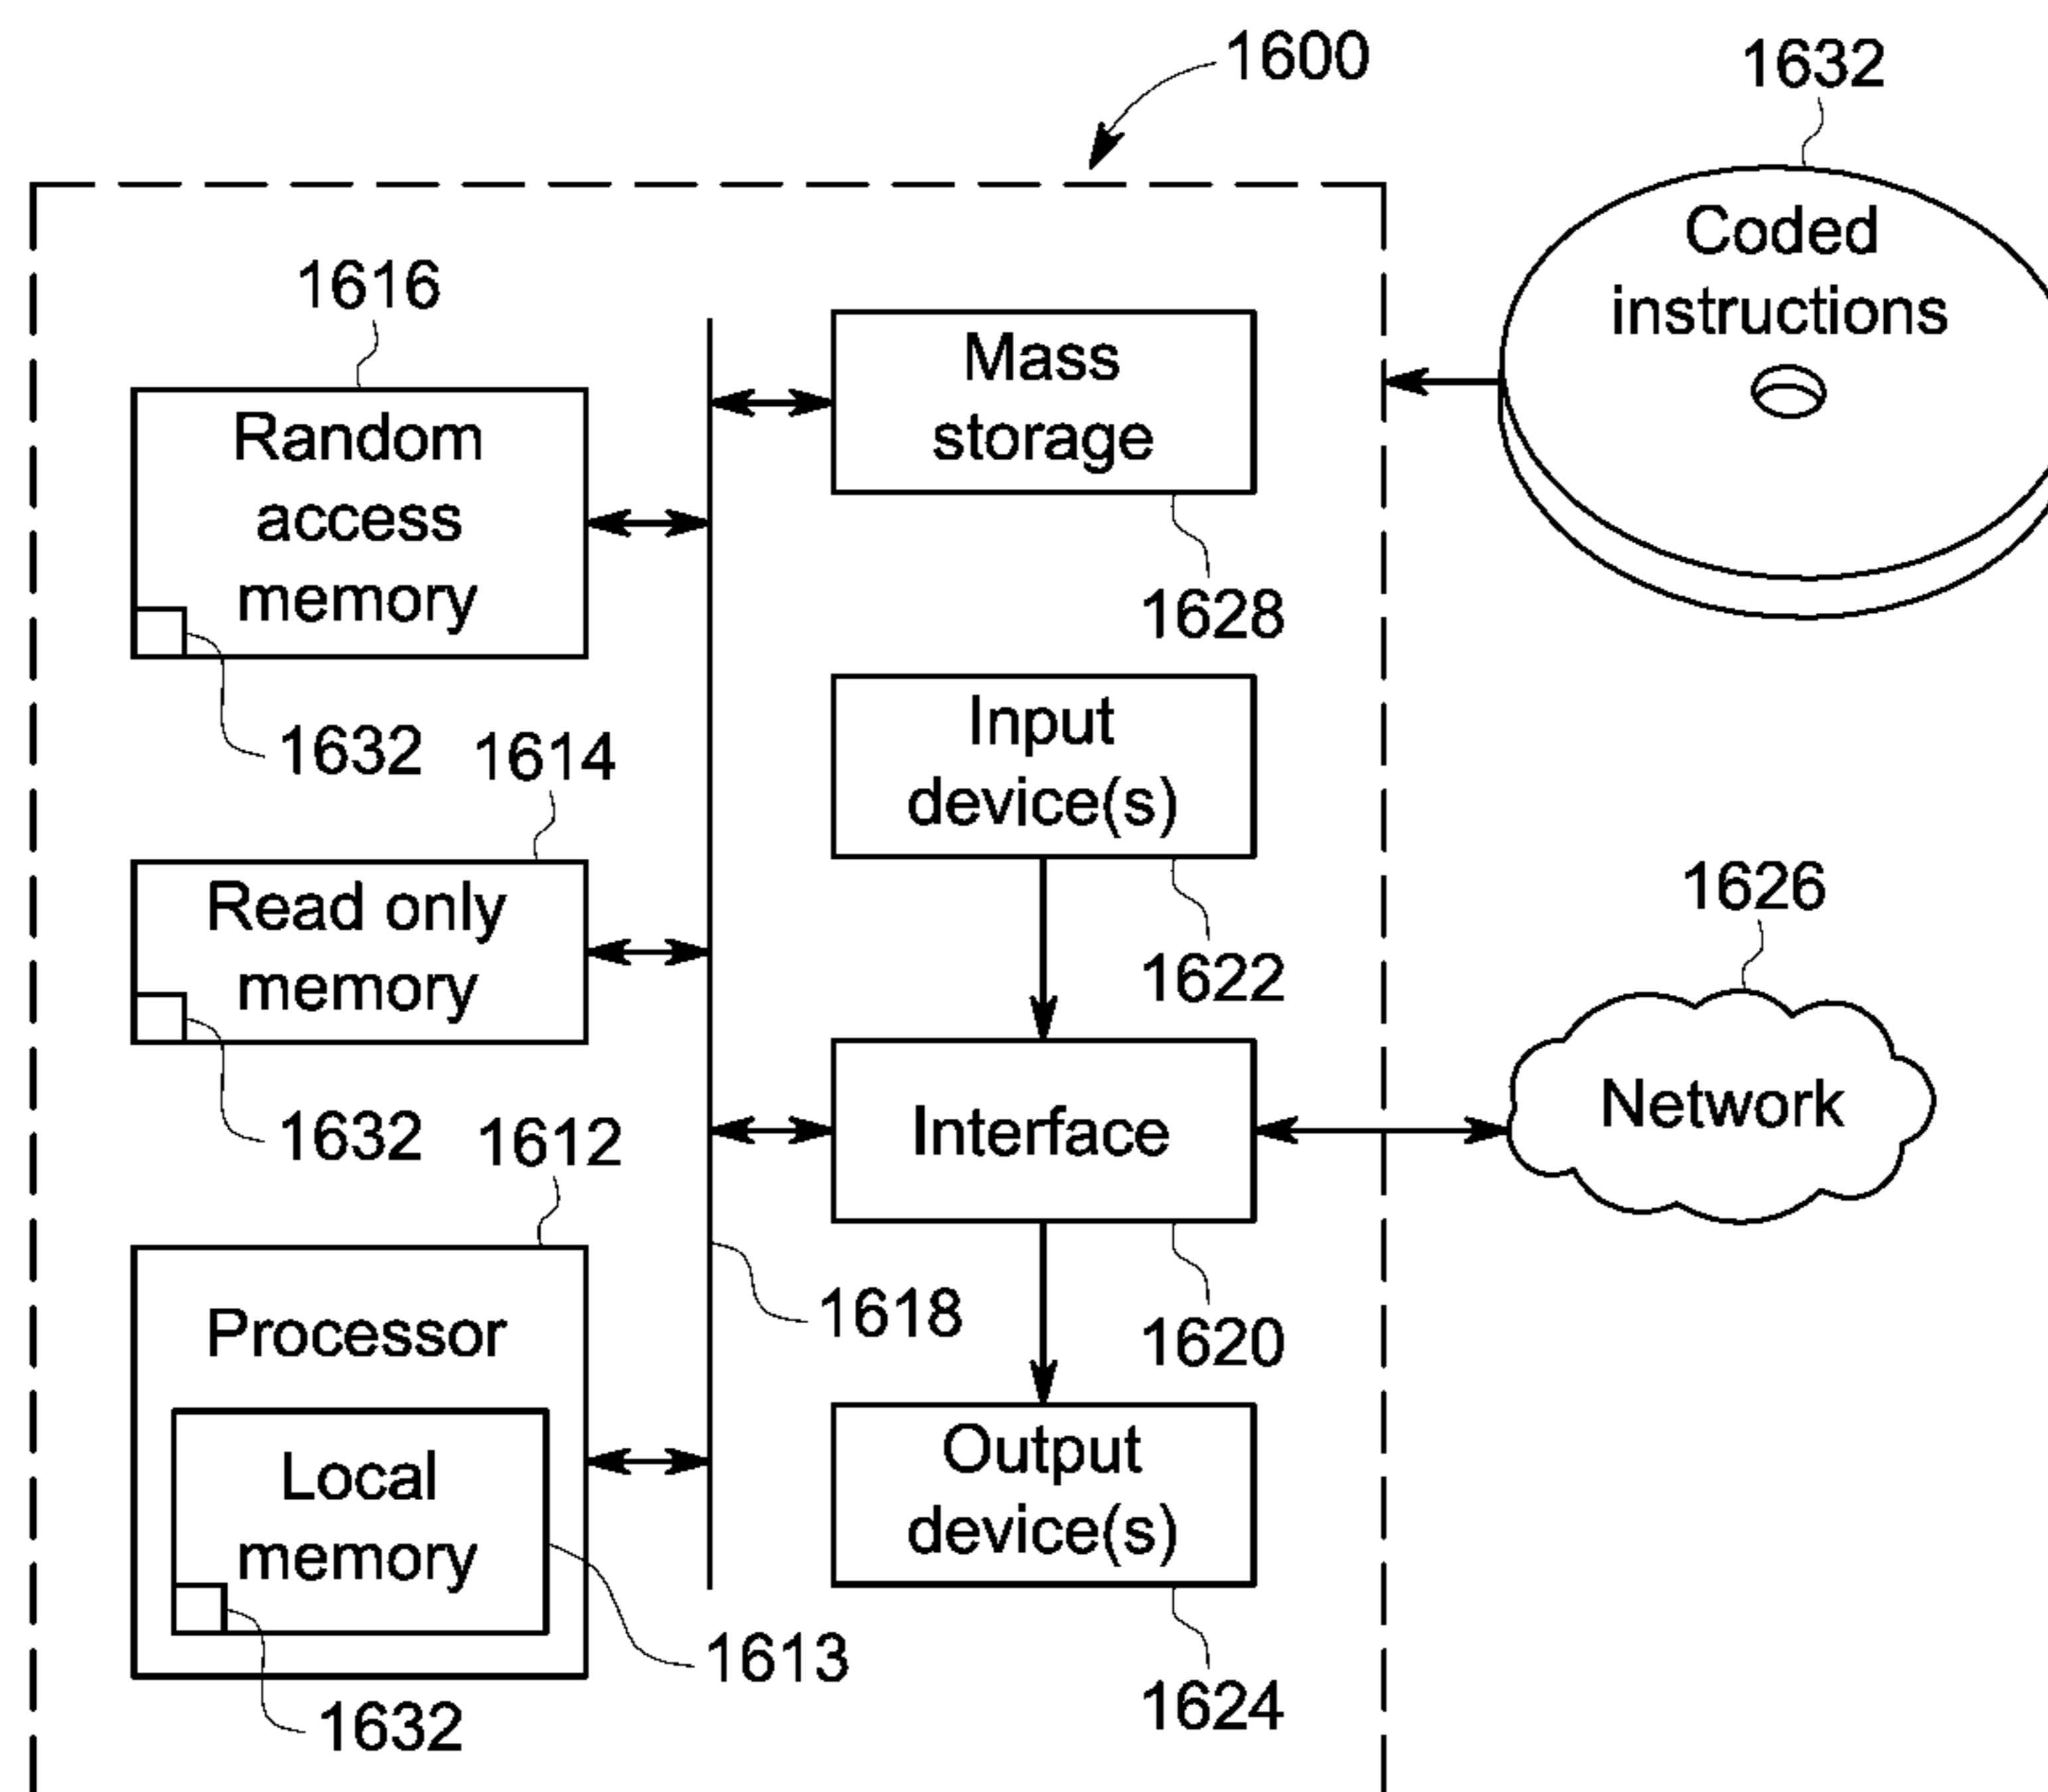 1600
1632
Coded
instructions
1616
Random
access
memory
1632
Mass
storage
1628
1614
Read only
memory
1632
Input
device(s)
1622
1626
Network
Interface
1620
1612
Processor
Local
memory
1632
1613
1618
Output
device(s)
1624